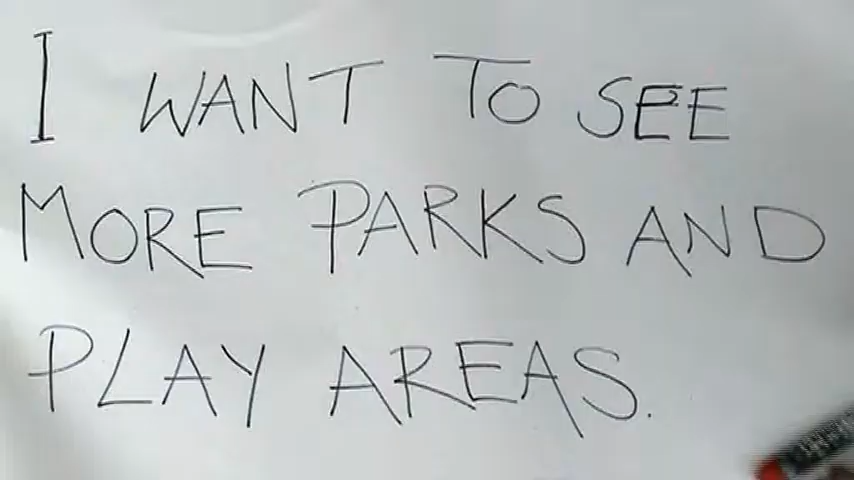 I WANT TO SEE
MORE PARKS AND
PLAY AREAS.